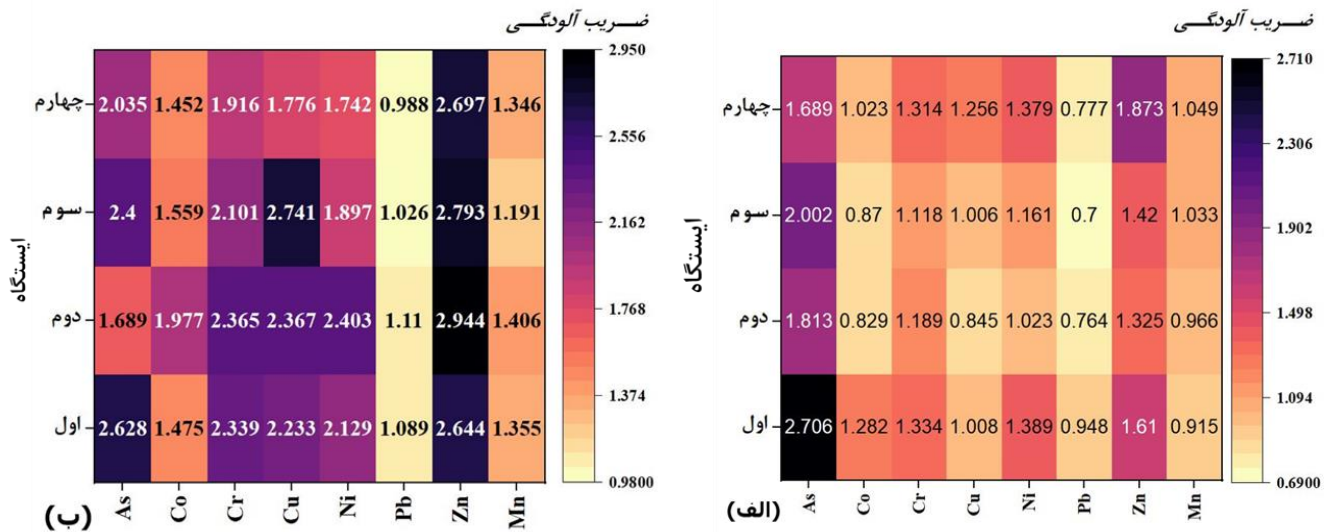 ضریب آلودگی
2.950
2.556
2.162
1.768
1.374
0.9800
ایستگاه
چهارم 2.035 1.452 1.916 1.776 1.742 0.988 2.697 1.346
سوم 2.4 1.559 2.101 2.741 1.897 1.026 2.793 1.191
دوم 1.689 1.977 2.365 2.367 2.403 1.11 2.944 1.406
اول 2.628 1.475 2.339 2.233 2.129 1.089 2.644 1.355
As Co Cr Cu Ni Pb Zn Mn
(ب)
ضریب آلودگی
2.710
2.306
1.902
1.498
1.094
0.6900
ایستگاه
چهارم 1.689 1.023 1.314 1.256 1.379 0.777 1.873 1.049
سوم 2.002 0.87 1.118 1.006 1.161 0.7 1.42 1.033
دوم 1.813 0.829 1.189 0.845 1.023 0.764 1.325 0.966
اول 2.706 1.282 1.334 1.008 1.389 0.948 1.61 0.915
As Co Cr Cu Ni Pb Zn Mn
(الف)